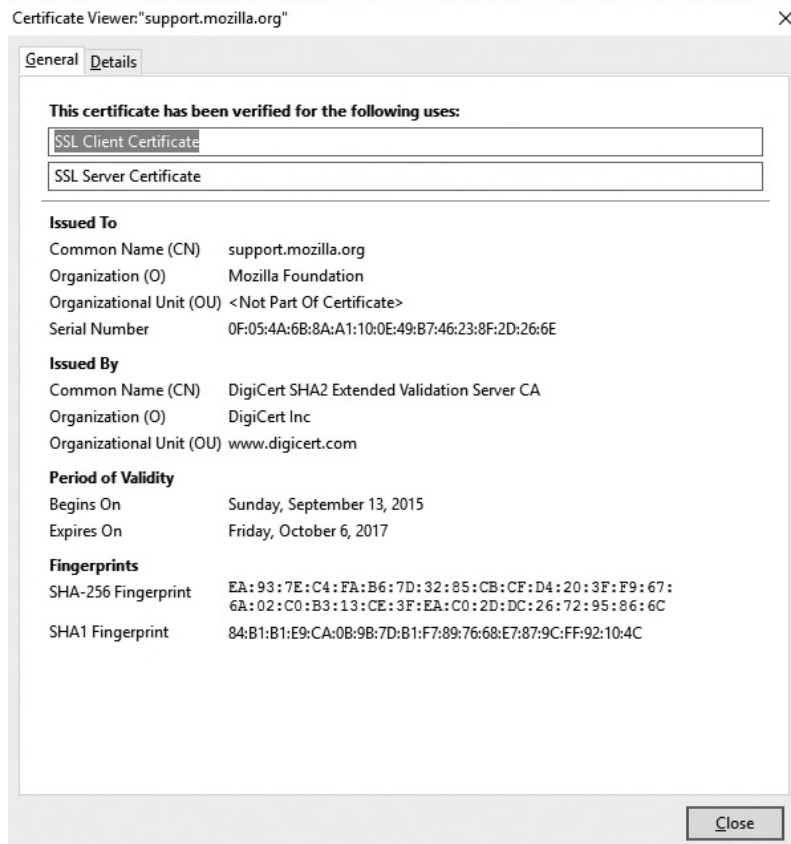 Certificate Viewer:"support.mozilla.org"
General Details
This certificate has been verified for the following uses:
SSL Client Certificate
SSL Server Certificate
Issued To
Common Name (CN) support.mozilla.org
Organization (O) Mozilla Foundation
Organizational Unit (OU) <Not Part Of Certificate>
Serial Number 0F:05:4A:6B:8A:A1:10:0E:49:B7:46:23:8F:2D:26:6E
Issued By
Common Name (CN) DigiCert SHA2 Extended Validation Server CA
Organization (O) DigiCert Inc
Organizational Unit (OU) www.digicert.com
Period of Validity
Begins On Sunday, September 13, 2015
Expires On Friday, October 6, 2017
Fingerprints
SHA-256 Fingerprint EA:93:7E:C4:FA:B6:7D:32:85:CB:CF:D4:20:3F:F9:67:
6A:02:C0:B3:13:CE:3F:EA:C0:2D:DC:26:72:95:86:6C
SHA1 Fingerprint 84:B1:B1:E9:CA:0B:9B:7D:B1:F7:89:76:68:E7:87:9C:FF:92:10:4C
Close